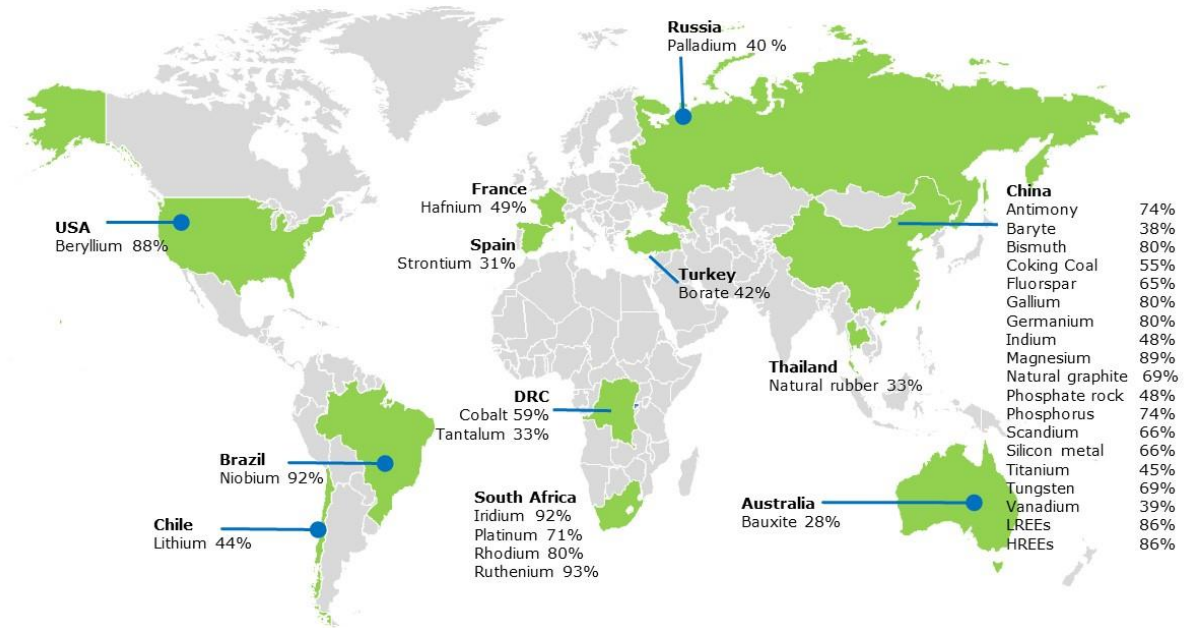 Russia
Palladium 40 %
France
Hafnium 49%
Spain
Strontium 31%
USA
Beryllium 88%
Turkey
Borate 42%
China
Antimony 74%
Baryte 38%
Bismuth 80%
Coking Coal 55%
Fluorspar 65%
Gallium 80%
Germanium 80%
Indium 48%
Magnesium 89%
Natural graphite 69%
Phosphate rock 48%
Phosphorus 74%
Scandium 66%
Silicon metal 66%
Titanium 45%
Tungsten 69%
Vanadium 39%
LREEs 86%
HREEs 86%
Thailand
Natural rubber 33%
DRC
Cobalt 59%
Tantalum 33%
Brazil
Niobium 92%
Chile
Lithium 44%
South Africa
Iridium 92%
Platinum 71%
Rhodium 80%
Ruthenium 93%
Australia
Bauxite 28%